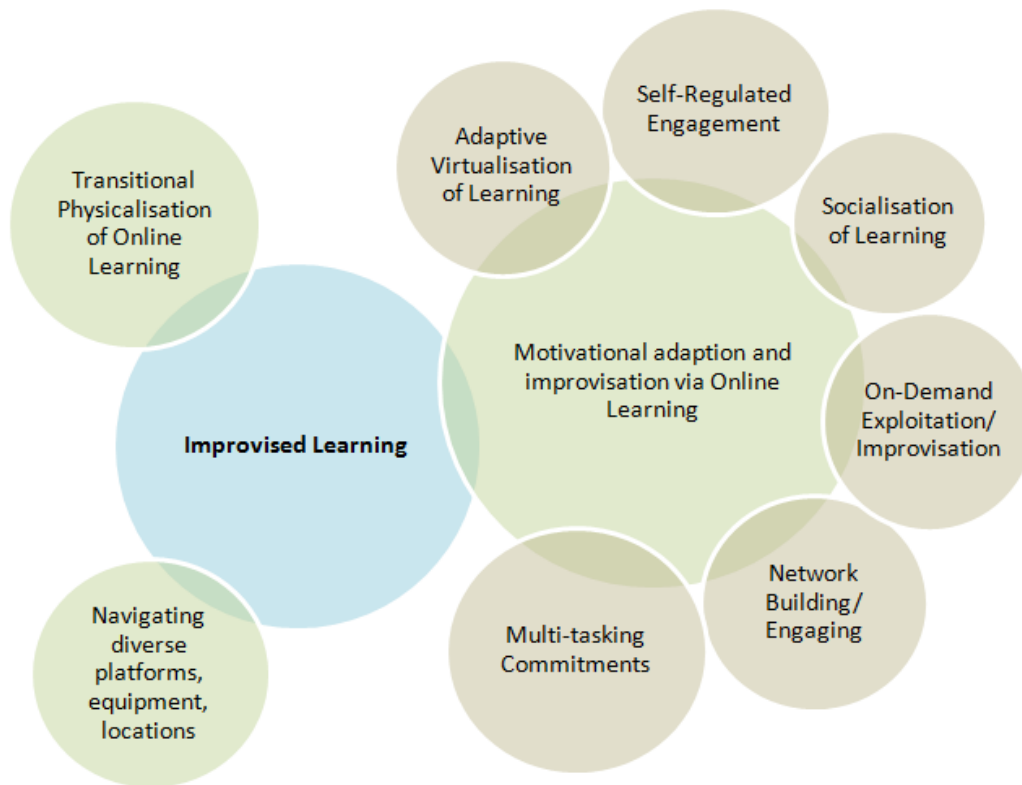 Transitional
Physicalisation
of Online
Learning
Improvised Learning
Navigating
diverse
platforms,
equipment,
locations
Motivational adaption and
improvisation via Online
Learning
Adaptive
Virtualisation
of Learning
Self-Regulated
Engagement
Socialisation
of Learning
On-Demand
Exploitation/
Improvisation
Network
Building/
Engaging
Multi-tasking
Commitments